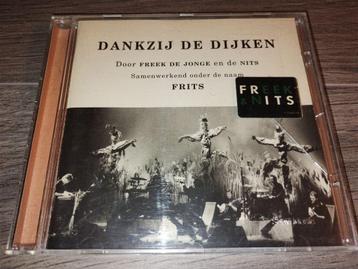 DANKZIJ DE DIJKEN
Door FREEK DE JONGE en de NITS
Samenwerkend onder de naam
FRITS
FREEK
& NITS